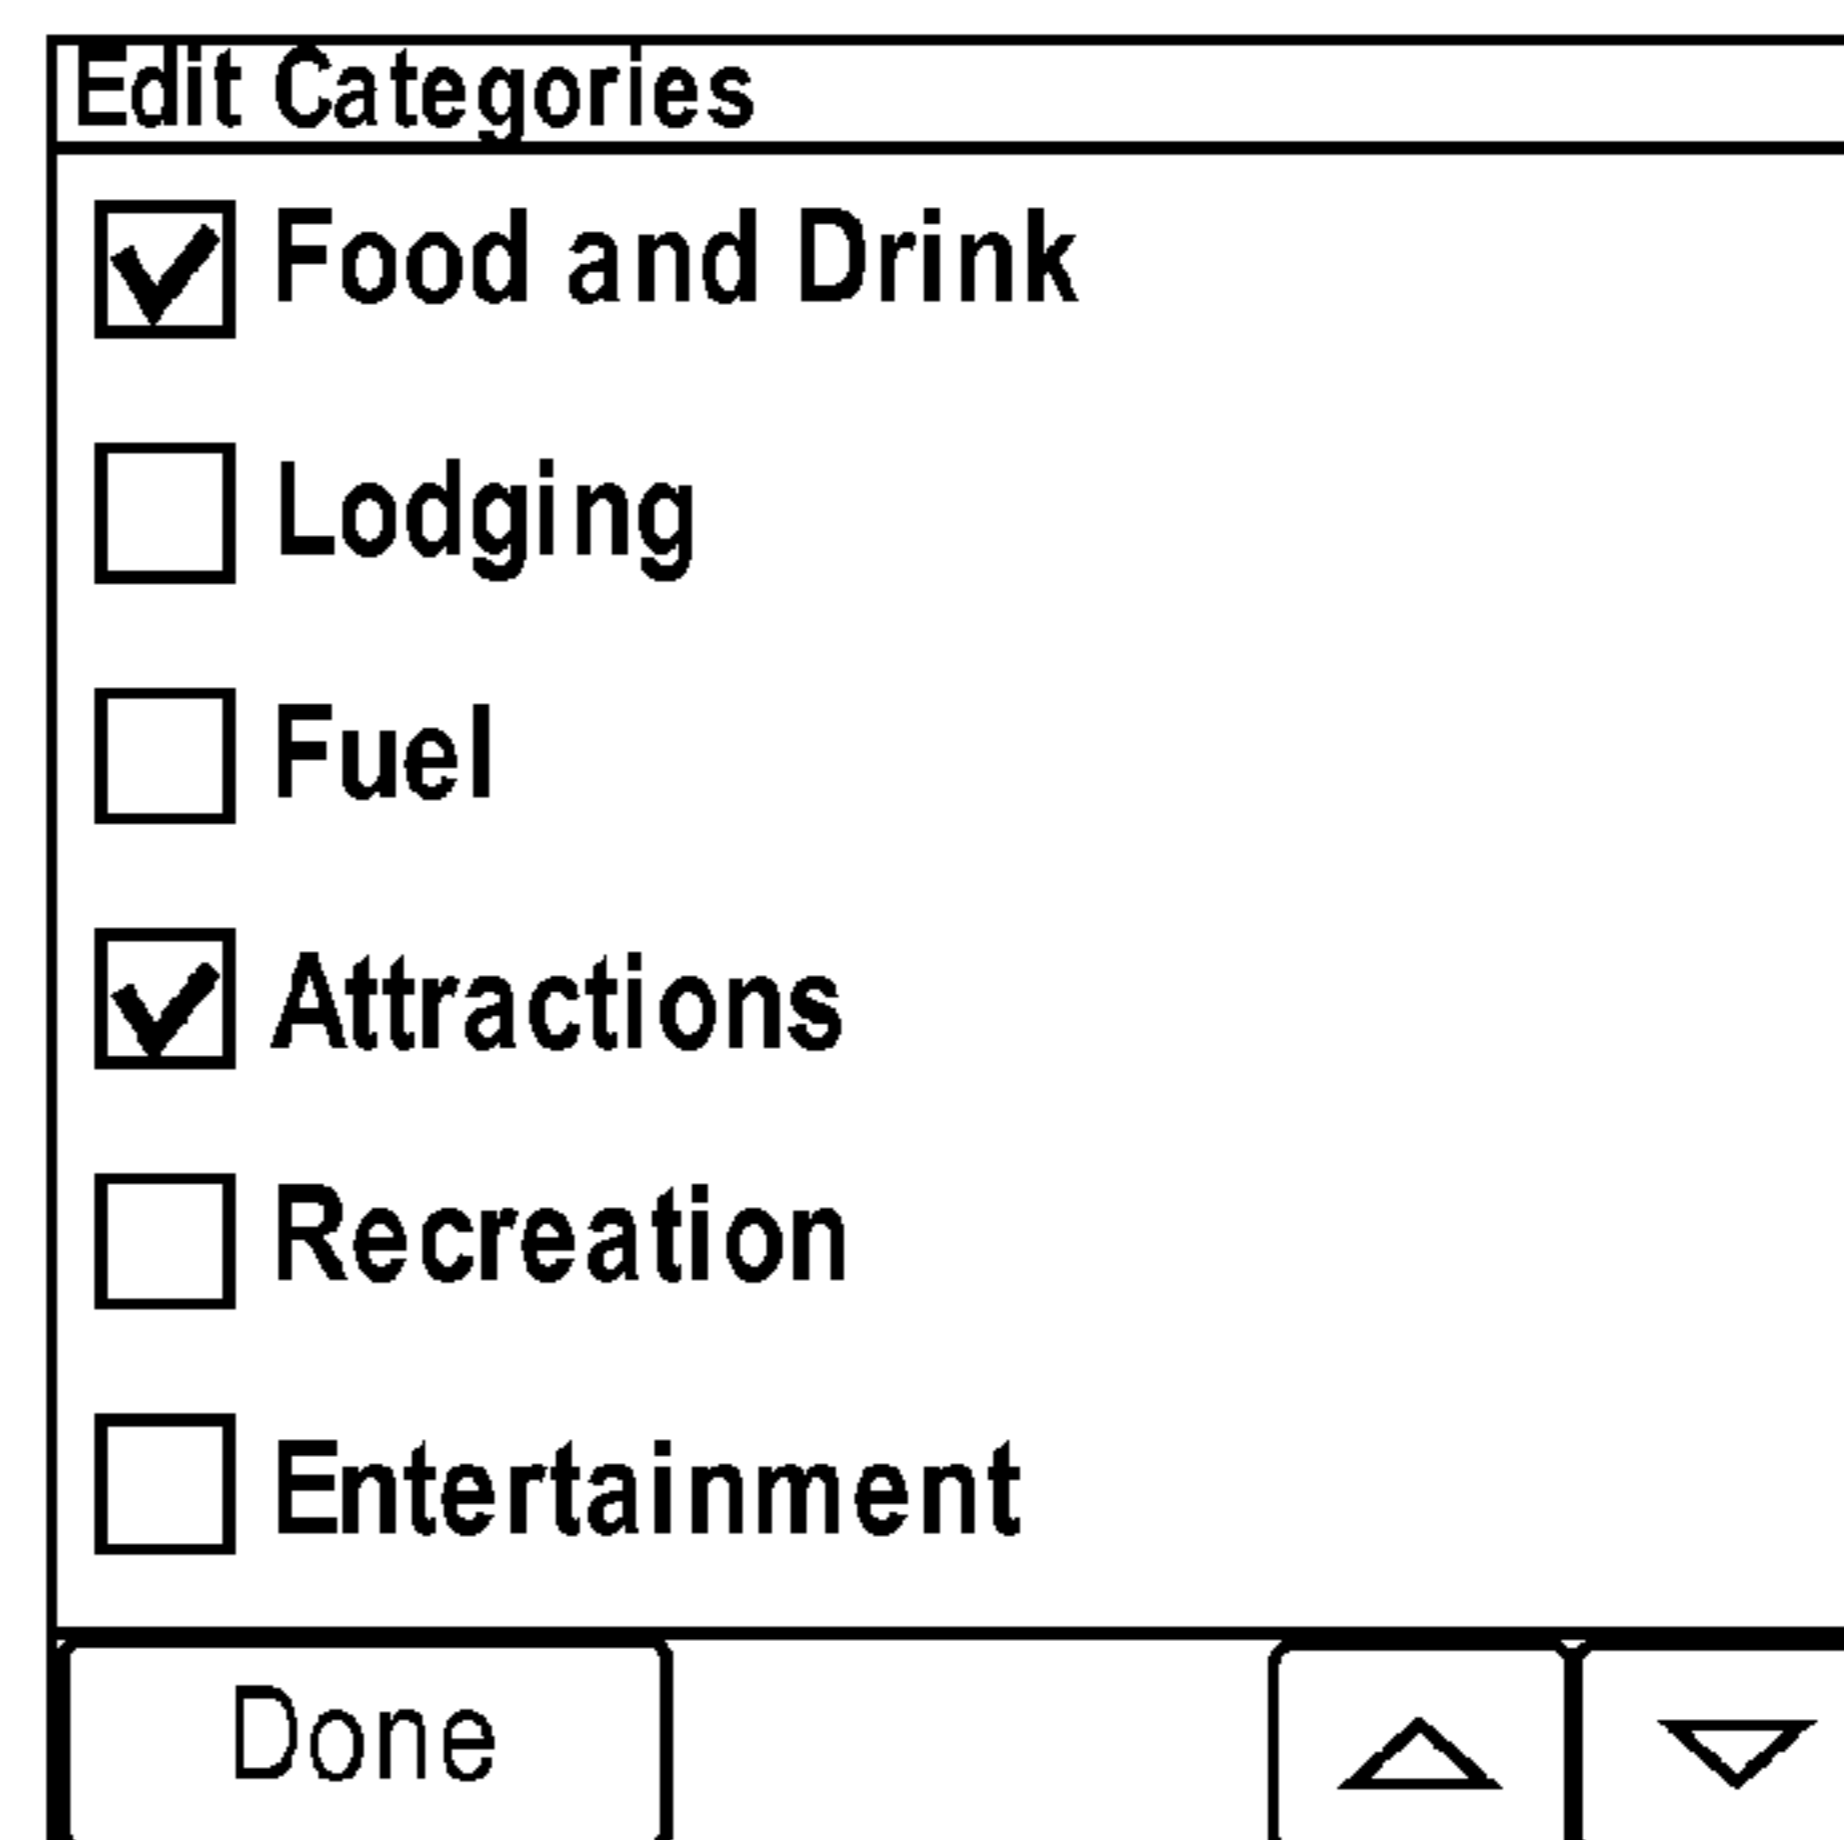 Edit Categories
Food and Drink
Lodging
Fuel
Attractions
Recreation
Entertainment
Done